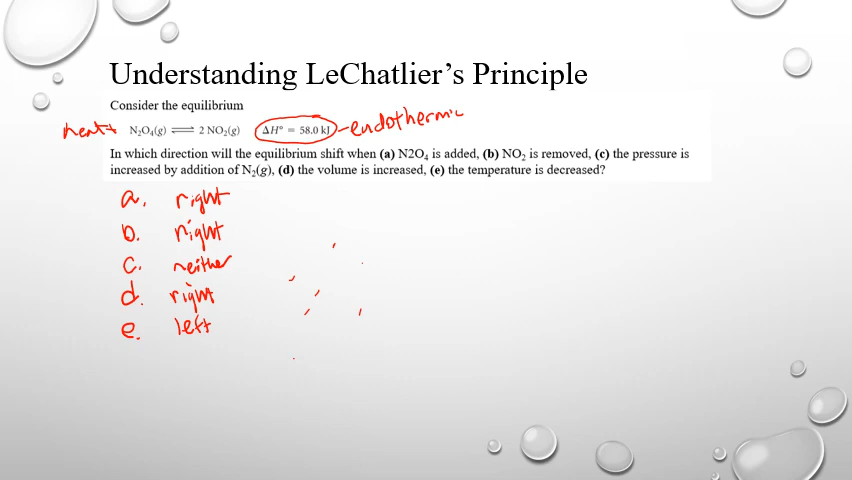 Understanding LeChatlier's Principle
Consider the equilibrium
heat + N₂O₄(g) ⇌ 2 NO₂(g) ΔH° = 58.0 kJ - endothermic
In which direction will the equilibrium shift when (a) N2O₄ is added, (b) NO₂ is removed, (c) the pressure is
increased by addition of N₂(g), (d) the volume is increased, (e) the temperature is decreased?
a. right
b. right
c. neither
d. right
e. left